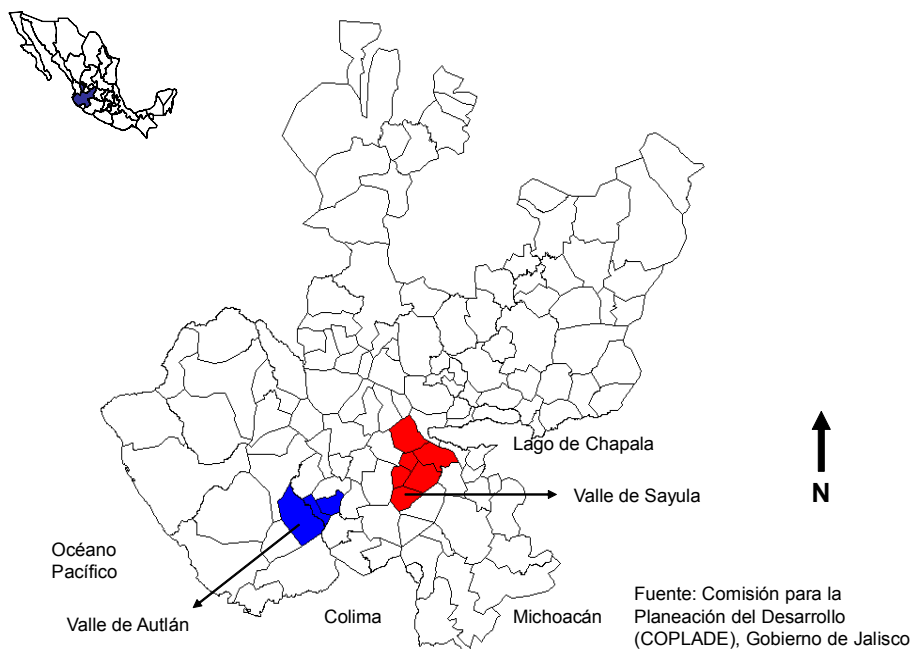 Lago de Chapala
N
Valle de Sayula
Océano
Pacífico
Valle de Autlán
Colima
Michoacán
Fuente: Comisión para la
Planeación del Desarrollo
(COPLADE), Gobierno de Jalisco